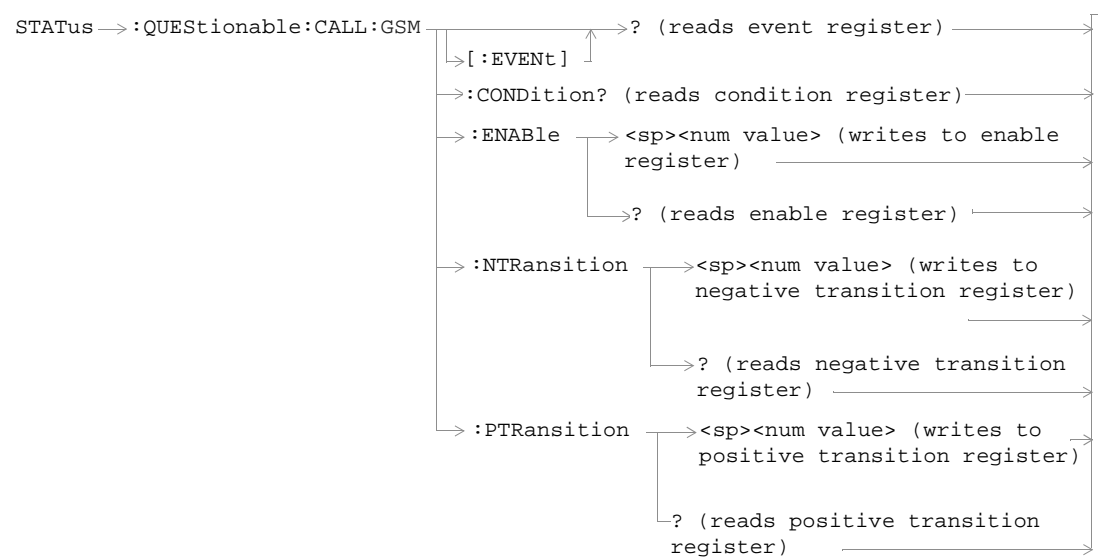 STATus :QUEStionable:CALL:GSM ? (reads event register)
[:EVENt]
:CONDition? (reads condition register)
:ENABle <sp><num value> (writes to enable
register)
? (reads enable register)
:NTRansition <sp><num value> (writes to
negative transition register)
? (reads negative transition
register)
:PTRansition <sp><num value> (writes to
positive transition register)
? (reads positive transition
register)